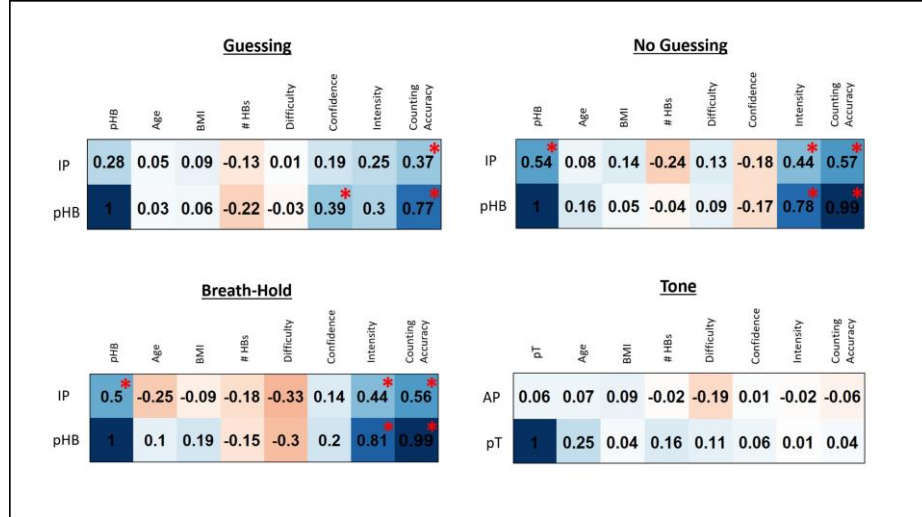 Guessing
pHB Age BMI # HBs Difficulty Confidence Intensity Counting Accuracy
IP 0.28 0.05 0.09 -0.13 0.01 0.19 0.25 0.37*
pHB 1 0.03 0.06 -0.22 -0.03 0.39* 0.3 0.77*
No Guessing
pHB Age BMI # HBs Difficulty Confidence Intensity Counting Accuracy
IP 0.54* 0.08 0.14 -0.24 0.13 -0.18 0.44* 0.57*
pHB 1 0.16 0.05 -0.04 0.09 -0.17 0.78* 0.99*
Breath-Hold
pHB Age BMI # HBs Difficulty Confidence Intensity Counting Accuracy
IP 0.5* -0.25 -0.09 -0.18 -0.33 0.14 0.44* 0.56*
pHB 1 0.1 0.19 -0.15 -0.3 0.2 0.81* 0.99*
Tone
pT Age BMI # HBs Difficulty Confidence Intensity Counting Accuracy
AP 0.06 0.07 0.09 -0.02 -0.19 0.01 -0.02 -0.06
pT 1 0.25 0.04 0.16 0.11 0.06 0.01 0.04